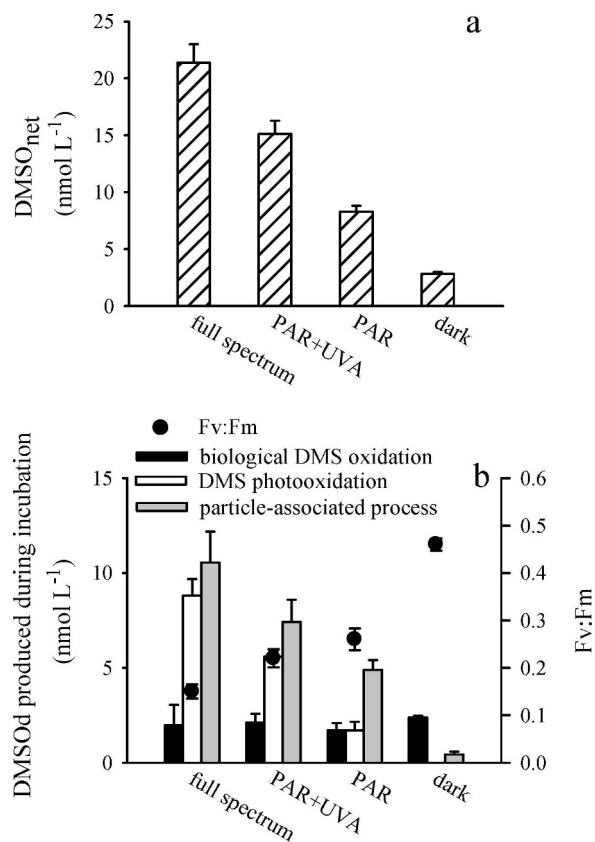 a
25
20
15
10
5
0
DMSOnet
(nmol L-1)
full spectrum
PAR+UVA
PAR
dark
Fv:Fm
biological DMS oxidation
b
DMS photooxidation
particle-associated process
15
10
5
0
DMSOd produced during incubation
(nmol L-1)
0.6
0.5
0.4
0.3
0.2
0.1
0.0
Fv:Fm
full spectrum
PAR+UVA
PAR
dark